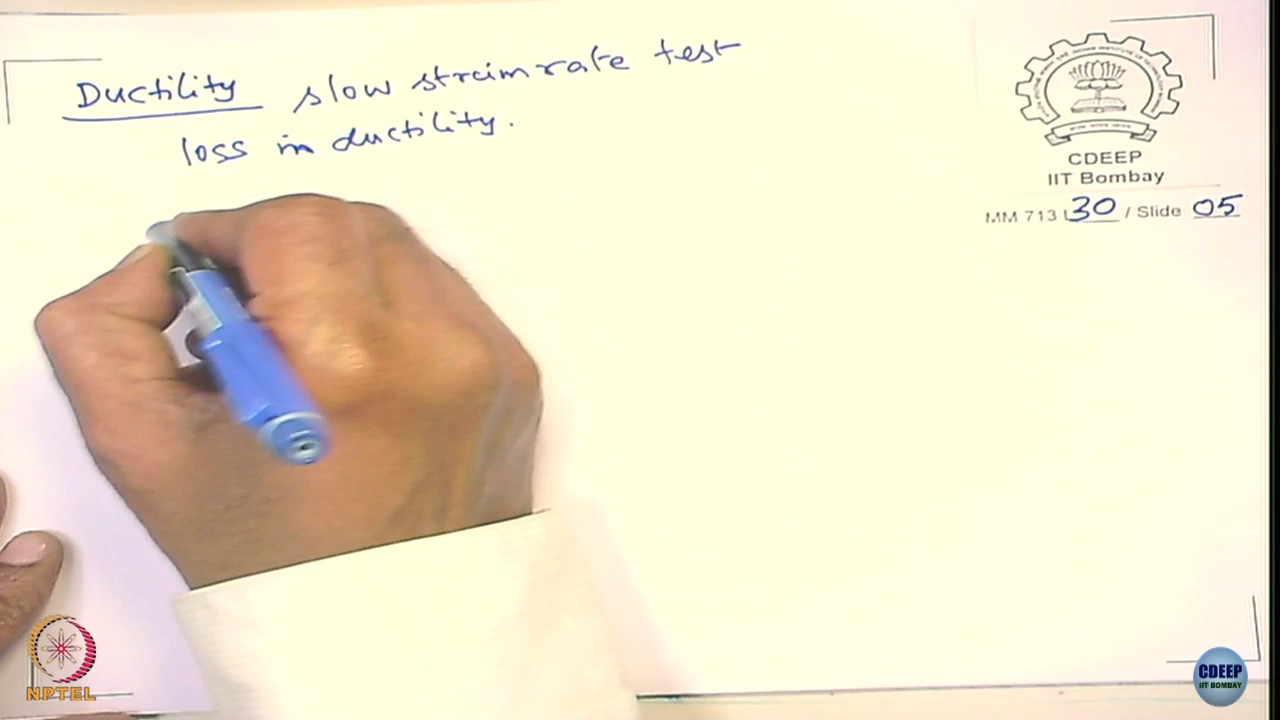 Ductility slow strain rate test
loss in ductility.
CDEEP
IIT Bombay
MM 713 L30 / Slide 05
NPTEL
CDEEP
IIT BOMBAY